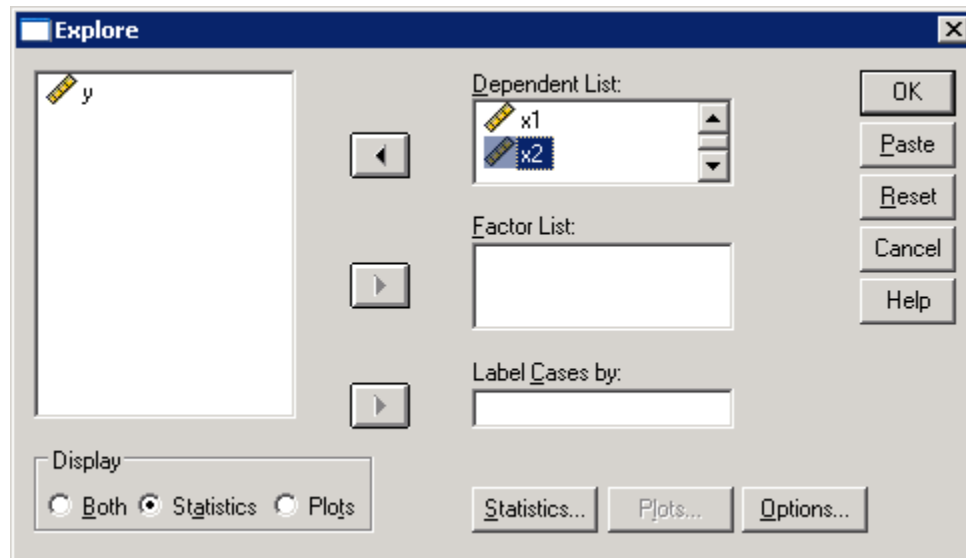 Explore
y
Dependent List:
x1
x2
Factor List:
Label Cases by:
OK
Paste
Reset
Cancel
Help
Display
Both Statistics Plots
Statistics... Plots... Options...